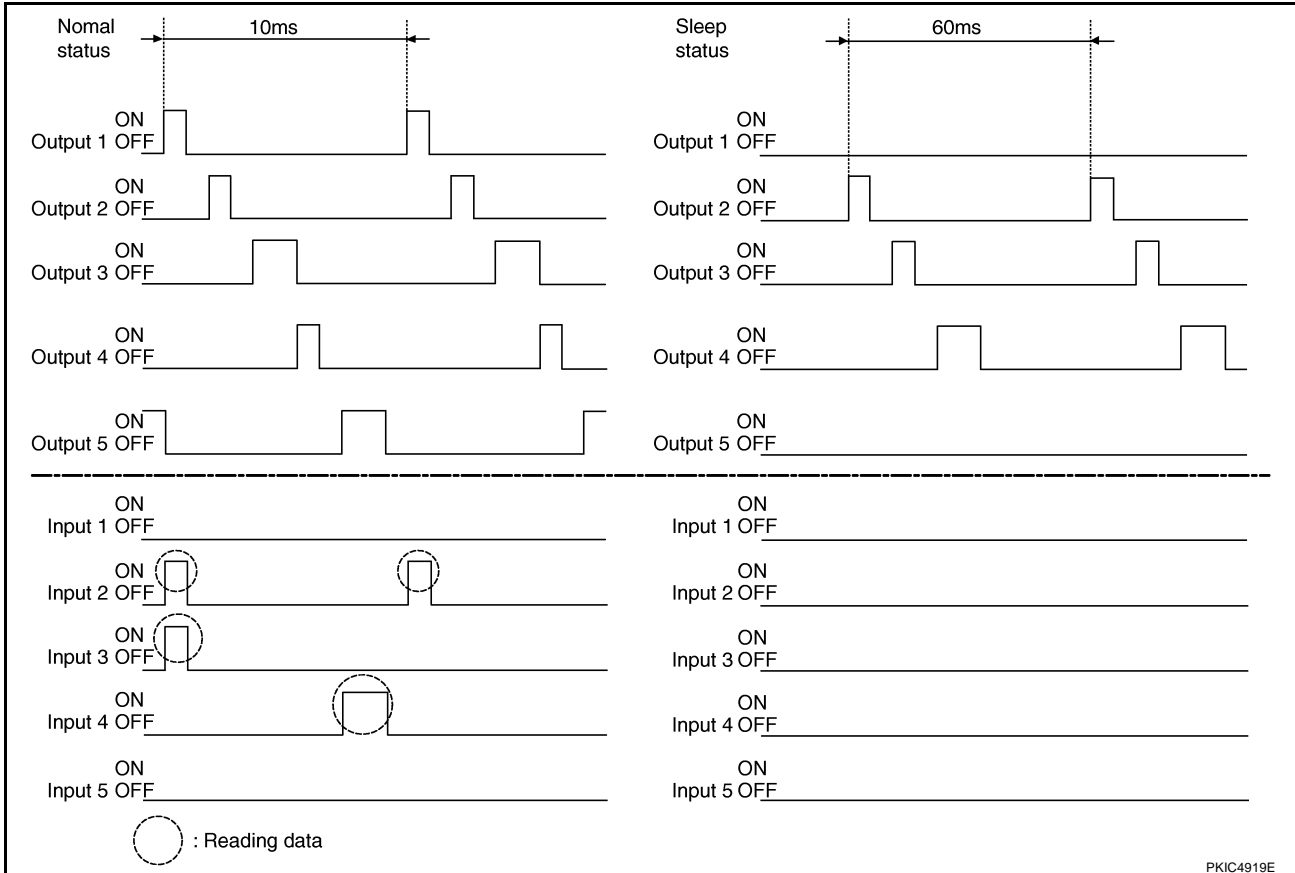 Nomal
status
10ms
ON
Output 1 OFF
ON
Output 2 OFF
ON
Output 3 OFF
ON
Output 4 OFF
ON
Output 5 OFF
Sleep
status
60ms
ON
Output 1 OFF
ON
Output 2 OFF
ON
Output 3 OFF
ON
Output 4 OFF
ON
Output 5 OFF
ON
Input 1 OFF
ON
Input 2 OFF
ON
Input 3 OFF
ON
Input 4 OFF
ON
Input 5 OFF
ON
Input 1 OFF
ON
Input 2 OFF
ON
Input 3 OFF
ON
Input 4 OFF
ON
Input 5 OFF
: Reading data
PKIC4919E